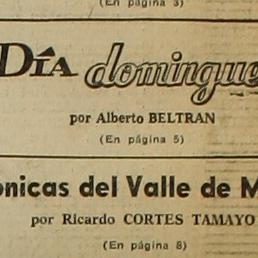 (En página 3)
DÍA domingue
por Alberto BELTRAN
(En página 5)
onicas del Valle de M
por Ricardo CORTES TAMAYO
(En página 8)